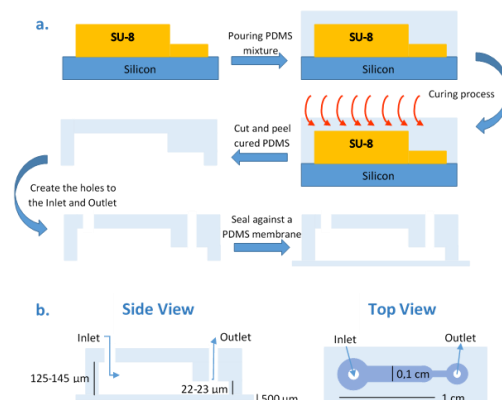 a.
SU-8
Silicon
Pouring PDMS
mixture
SU-8
Silicon
Curing process
SU-8
Silicon
Cut and peel
cured PDMS
Create the holes to
the Inlet and Outlet
Seal against a
PDMS membrane
b.
Side View
Top View
Inlet
Outlet
125-145 µm
22-23 µm
500 µm
Inlet
Outlet
0,1 cm
1 cm